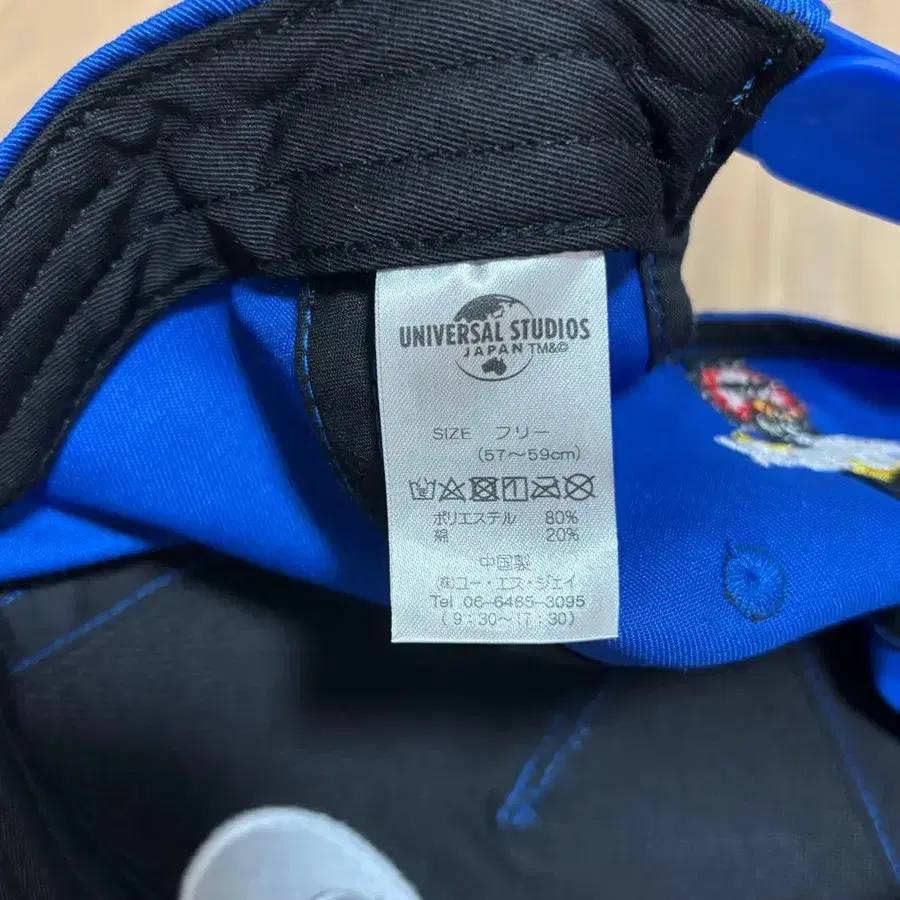 UNIVERSAL STUDIOS
JAPAN TM&©
SIZE フリー
(57～59cm)
ポリエステル 80%
綿 20%
中国製
㈱ユー・エス・ジェイ
Tel 06-6465-3095
(9:30～17:30)